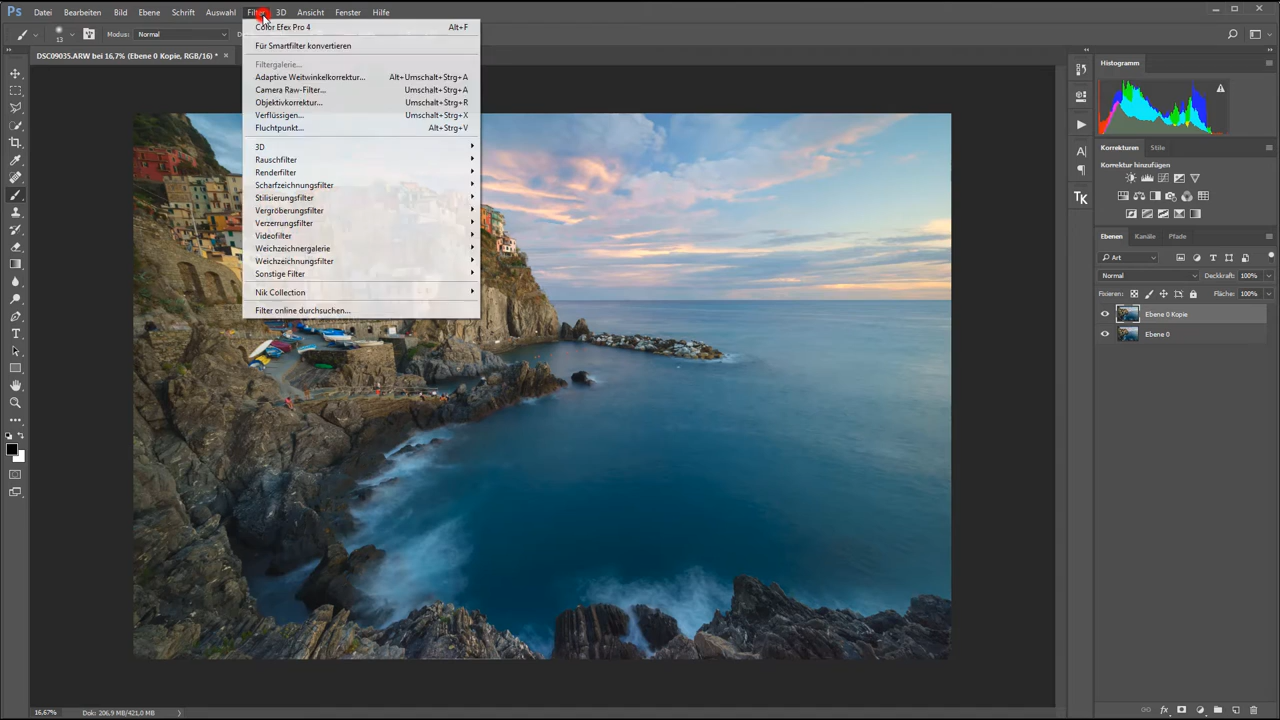 Ps Datei Bearbeiten Bild Ebene Schrift Auswahl Filter 3D Ansicht Fenster Hilfe
13 Modus: Normal
DSC09035.ARW bei 16,7% (Ebene 0 Kopie, RGB/16) * ×
Color Efex Pro 4 Alt+F
Für Smartfilter konvertieren
Filtergalerie...
Adaptive Weitwinkelkorrektur... Alt+Umschalt+Strg+A
Camera Raw-Filter... Umschalt+Strg+A
Objektivkorrektur... Umschalt+Strg+R
Verflüssigen... Umschalt+Strg+X
Fluchtpunkt... Alt+Strg+V
3D
Rauschfilter
Renderfilter
Scharfzeichnungsfilter
Stilisierungsfilter
Vergröberungsfilter
Verzerrungsfilter
Videofilter
Weichzeichnergalerie
Weichzeichnungsfilter
Sonstige Filter
Nik Collection
Filter online durchsuchen...
Histogramm
Korrekturen Stile
Korrektur hinzufügen
Ebenen Kanäle Pfade
Art
Normal Deckkraft: 100%
Fixieren: Fläche: 100%
Ebene 0 Kopie
Ebene 0
16,67% Dok: 206,9 MB/421,0 MB